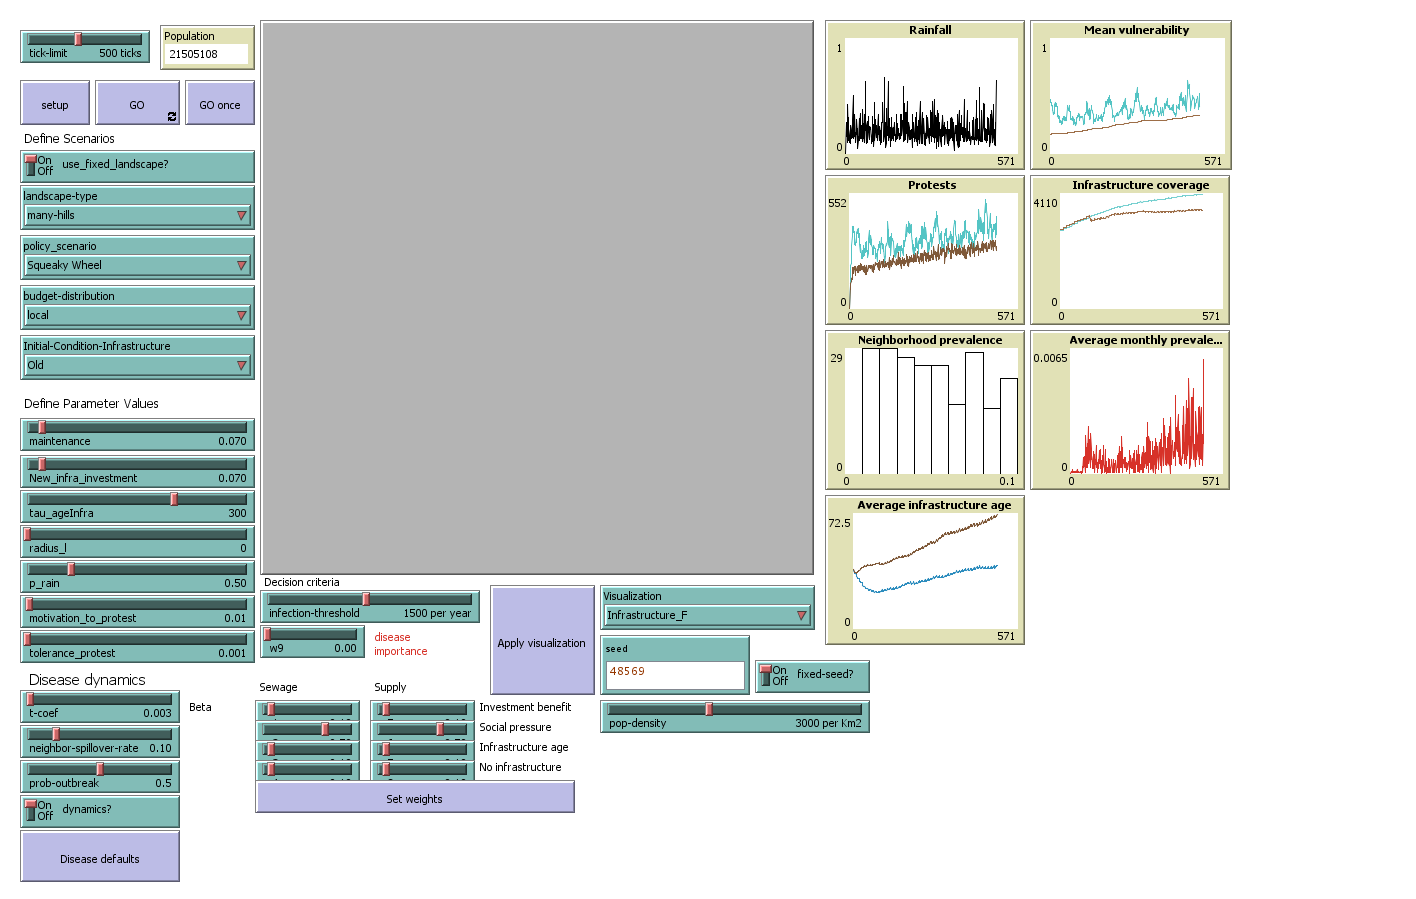 tick-limit 500 ticks
Population
21505108
setup
GO
GO once
Define Scenarios
On
Off
use_fixed_landscape?
landscape-type
many-hills
policy_scenario
Squeaky Wheel
budget-distribution
local
Initial-Condition-Infrastructure
Old
Define Parameter Values
maintenance 0.070
New_infra_investment 0.070
tau_ageInfra 300
radius_l 0
p_rain 0.50
motivation_to_protest 0.01
tolerance_protest 0.001
Disease dynamics
t-coef 0.003
Beta
neighbor-spillover-rate 0.10
prob-outbreak 0.5
On
Off
dynamics?
Disease defaults
Decision criteria
infection-threshold 1500 per year
w9 0.00
disease
importance
Sewage
Supply
Investment benefit
Social pressure
Infrastructure age
No infrastructure
Set weights
Apply visualization
Visualization
Infrastructure_F
seed
48569
On
Off
fixed-seed?
pop-density 3000 per Km2
Rainfall
1
0
0 571
Mean vulnerability
1
0
0 571
Protests
552
0
0 571
Infrastructure coverage
4110
0
0 571
Neighborhood prevalence
29
0
0 0.1
Average monthly prevale...
0.0065
0
0 571
Average infrastructure age
72.5
0
0 571